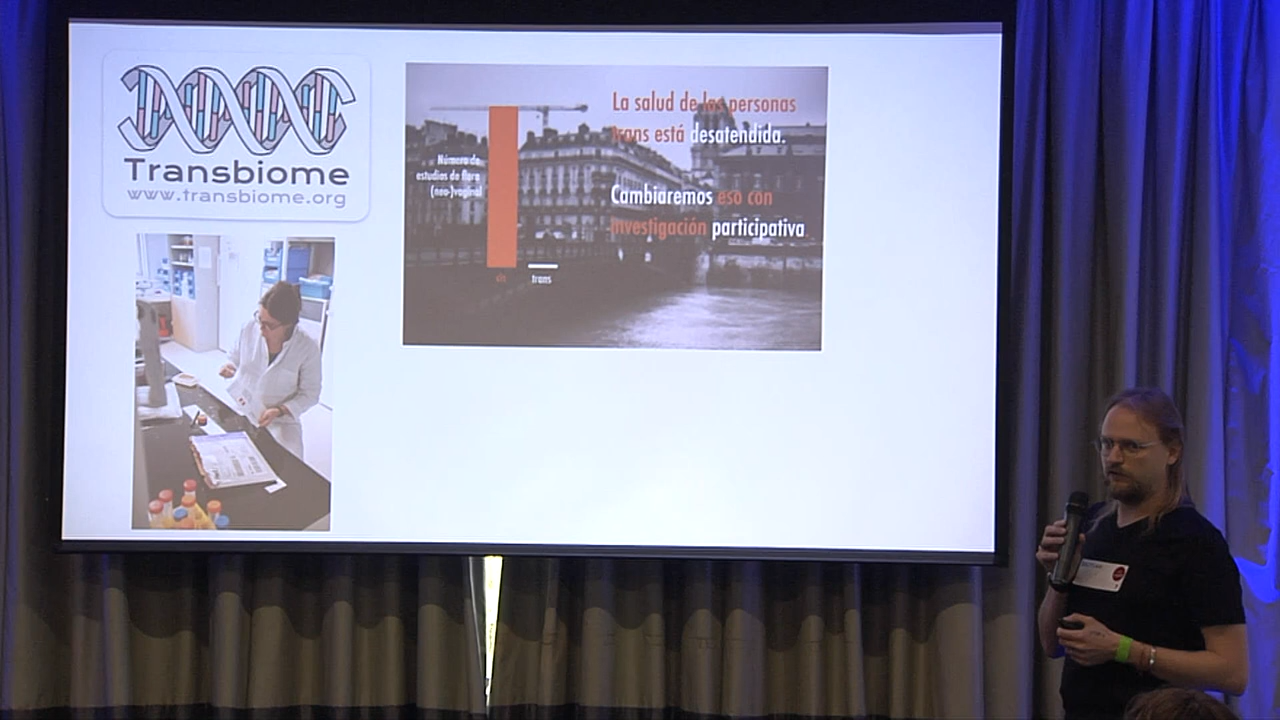 Transbiome
www.transbiome.org
La salud de las personas
trans está desatendida.
Cambiaremos eso con
investigación participativa
Número de
estudios de flora
(neo-)vaginal
cis
trans